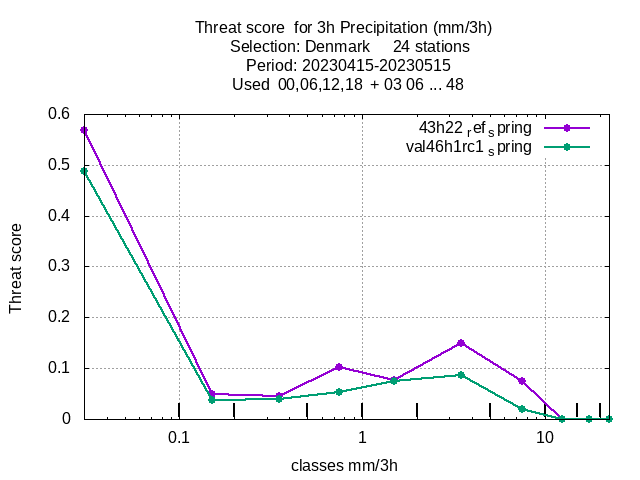 Threat score  for 3h Precipitation (mm/3h)
Selection: Denmark     24 stations
Period: 20230415-20230515
Used  00,06,12,18  + 03 06 ... 48
43h22 ref spring
val46h1rc1 spring
0.6
0.5
0.4
0.3
0.2
0.1
0
Threat score
0.1 1 10
classes mm/3h